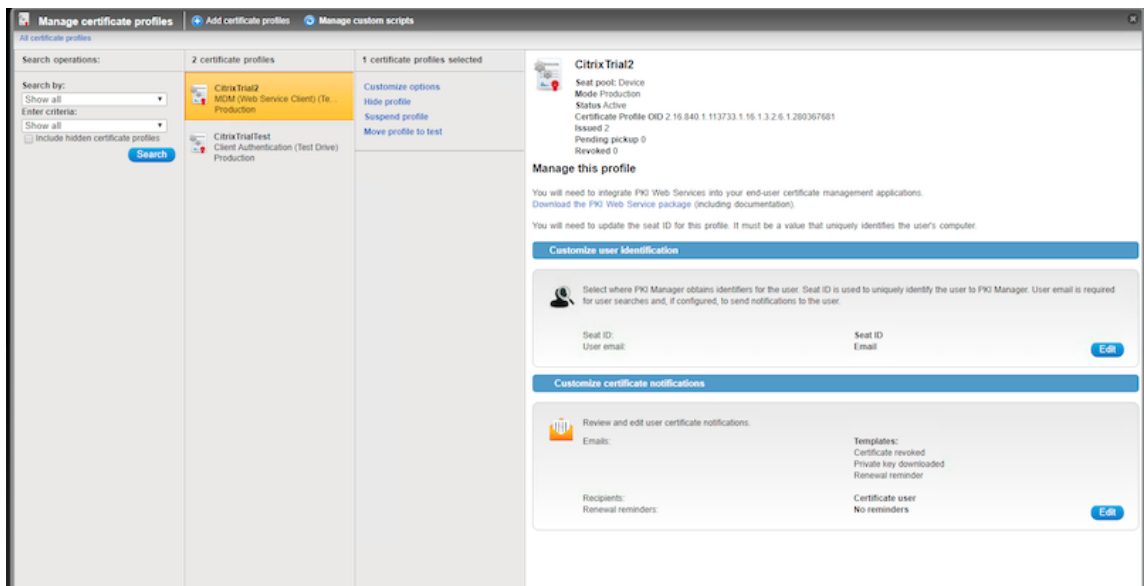 Manage certificate profiles
Add certificate profiles
Manage custom scripts
All certificate profiles
Search operations:
Search by:
Show all
Enter criteria:
Show all
Include hidden certificate profiles
Search
2 certificate profiles
CitrixTrial2
MDM (Web Service Client) (Te...
Production
CitrixTrialTest
Client Authentication (Test Drive)
Production
1 certificate profiles selected
Customize options
Hide profile
Suspend profile
Move profile to test
CitrixTrial2
Seat pool: Device
Mode Production
Status Active
Certificate Profile OID 2.16.840.1.113733.1.16.1.3.2.6.1.280367681
Issued 2
Pending pickup 0
Revoked 0
Manage this profile
You will need to integrate PKI Web Services into your end-user certificate management applications.
Download the PKI Web Service package (including documentation).
You will need to update the seat ID for this profile. It must be a value that uniquely identifies the user's computer.
Customize user identification
Select where PKI Manager obtains identifiers for the user. Seat ID is used to uniquely identify the user to PKI Manager. User email is required
for user searches and, if configured, to send notifications to the user.
Seat ID: Seat ID
User email: Email
Edit
Customize certificate notifications
Review and edit user certificate notifications.
Emails: Templates:
Certificate revoked
Private key downloaded
Renewal reminder
Recipients: Certificate user
Renewal reminders: No reminders
Edit